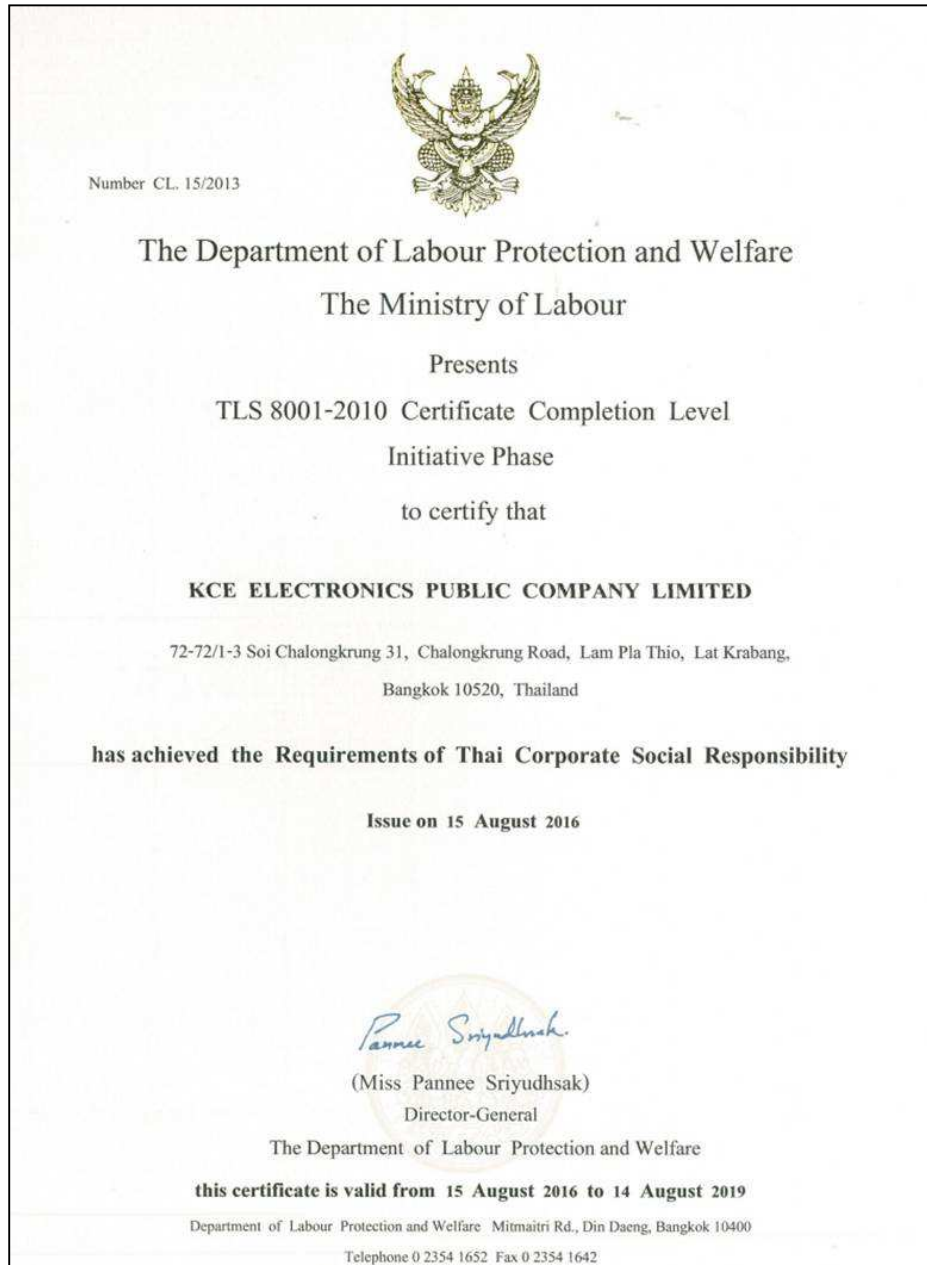 Number CL. 15/2013
The Department of Labour Protection and Welfare
The Ministry of Labour
Presents
TLS 8001-2010 Certificate Completion Level
Initiative Phase
to certify that
KCE ELECTRONICS PUBLIC COMPANY LIMITED
72-72/1-3 Soi Chalongkrung 31, Chalongkrung Road, Lam Pla Thio, Lat Krabang,
Bangkok 10520, Thailand
has achieved the Requirements of Thai Corporate Social Responsibility
Issue on 15 August 2016
Pannee Sriyudhsak.
(Miss Pannee Sriyudhsak)
Director-General
The Department of Labour Protection and Welfare
this certificate is valid from 15 August 2016 to 14 August 2019
Department of Labour Protection and Welfare Mitmaitri Rd., Din Daeng, Bangkok 10400
Telephone 0 2354 1652 Fax 0 2354 1642